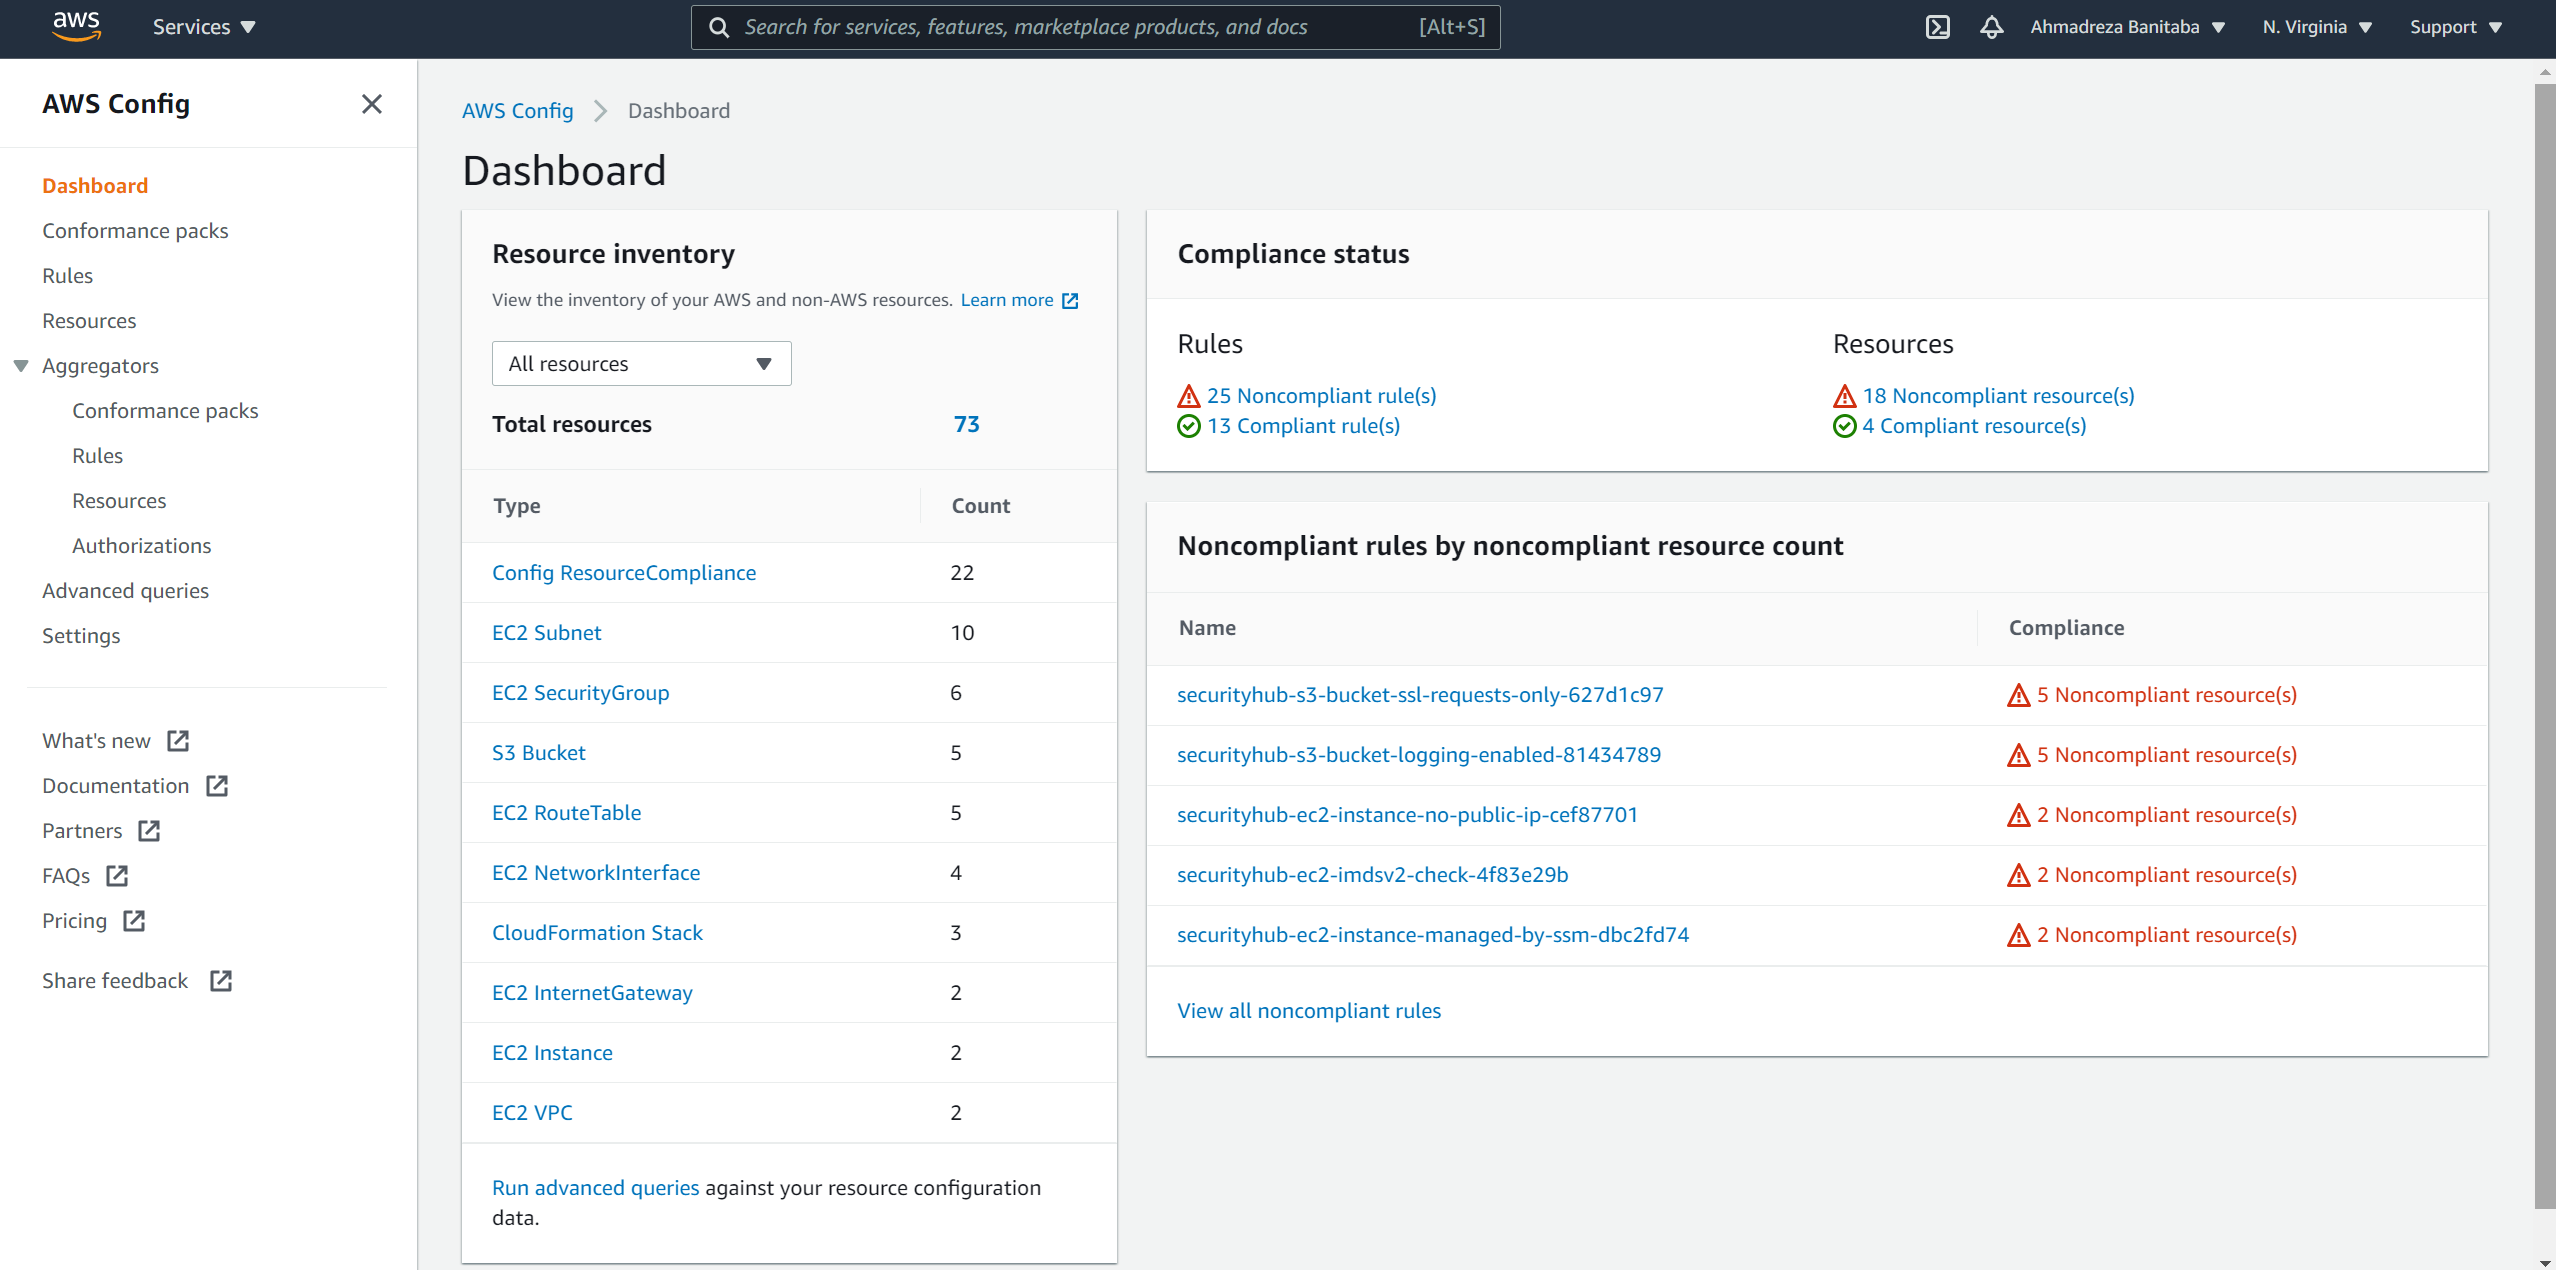 aws
Services
Search for services, features, marketplace products, and docs [Alt+S]
Ahmadreza Banitaba
N. Virginia
Support
AWS Config
Dashboard
Conformance packs
Rules
Resources
Aggregators
Conformance packs
Rules
Resources
Authorizations
Advanced queries
Settings
What's new
Documentation
Partners
FAQs
Pricing
Share feedback
AWS Config Dashboard
Dashboard
Resource inventory
View the inventory of your AWS and non-AWS resources. Learn more
All resources
Total resources 73
Type Count
Config ResourceCompliance 22
EC2 Subnet 10
EC2 SecurityGroup 6
S3 Bucket 5
EC2 RouteTable 5
EC2 NetworkInterface 4
CloudFormation Stack 3
EC2 InternetGateway 2
EC2 Instance 2
EC2 VPC 2
Run advanced queries against your resource configuration
data.
Compliance status
Rules
25 Noncompliant rule(s)
13 Compliant rule(s)
Resources
18 Noncompliant resource(s)
4 Compliant resource(s)
Noncompliant rules by noncompliant resource count
Name Compliance
securityhub-s3-bucket-ssl-requests-only-627d1c97 5 Noncompliant resource(s)
securityhub-s3-bucket-logging-enabled-81434789 5 Noncompliant resource(s)
securityhub-ec2-instance-no-public-ip-cef87701 2 Noncompliant resource(s)
securityhub-ec2-imdsv2-check-4f83e29b 2 Noncompliant resource(s)
securityhub-ec2-instance-managed-by-ssm-dbc2fd74 2 Noncompliant resource(s)
View all noncompliant rules